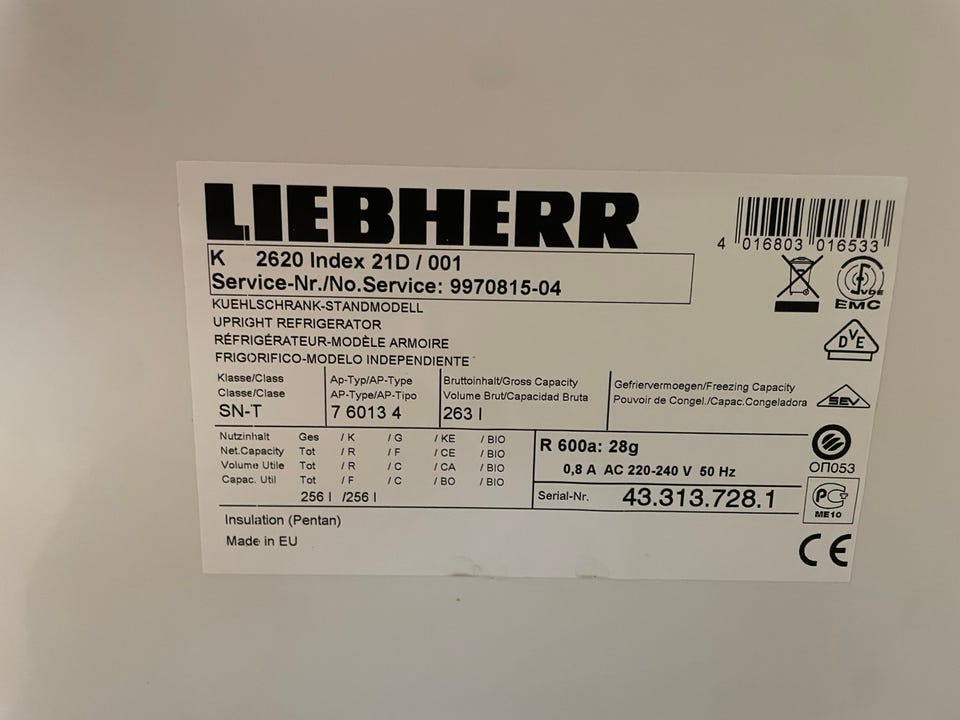 LIEBHERR
K 2620 Index 21D / 001
Service-Nr./No.Service: 9970815-04
4 016803 016533
KUEHLSCHRANK-STANDMODELL
UPRIGHT REFRIGERATOR
RÉFRIGÉRATEUR-MODÈLE ARMOIRE
FRIGORIFICO-MODELO INDEPENDIENTE
VDE
EMC
DVE
Klasse/Class
Classe/Clase
SN-T
Ap-Typ/AP-Type
AP-Type/AP-Tipo
7 6013 4
Bruttoinhalt/Gross Capacity
Volume Brut/Capacidad Bruta
263 l
Gefriervermoegen/Freezing Capacity
Pouvoir de Congel./Capac.Congeladora
SEV
Nutzinhalt Ges / K / G / KE / BIO
Net.Capacity Tot / R / F / CE / BIO
Volume Utile Tot / R / C / CA / BIO
Capac. Util Tot / F / C / BO / BIO
256 l /256 l
R 600a: 28g
0,8 A AC 220-240 V 50 Hz
Serial-Nr. 43.313.728.1
ОП053
РСТ
ME10
Insulation (Pentan)
Made in EU
CE